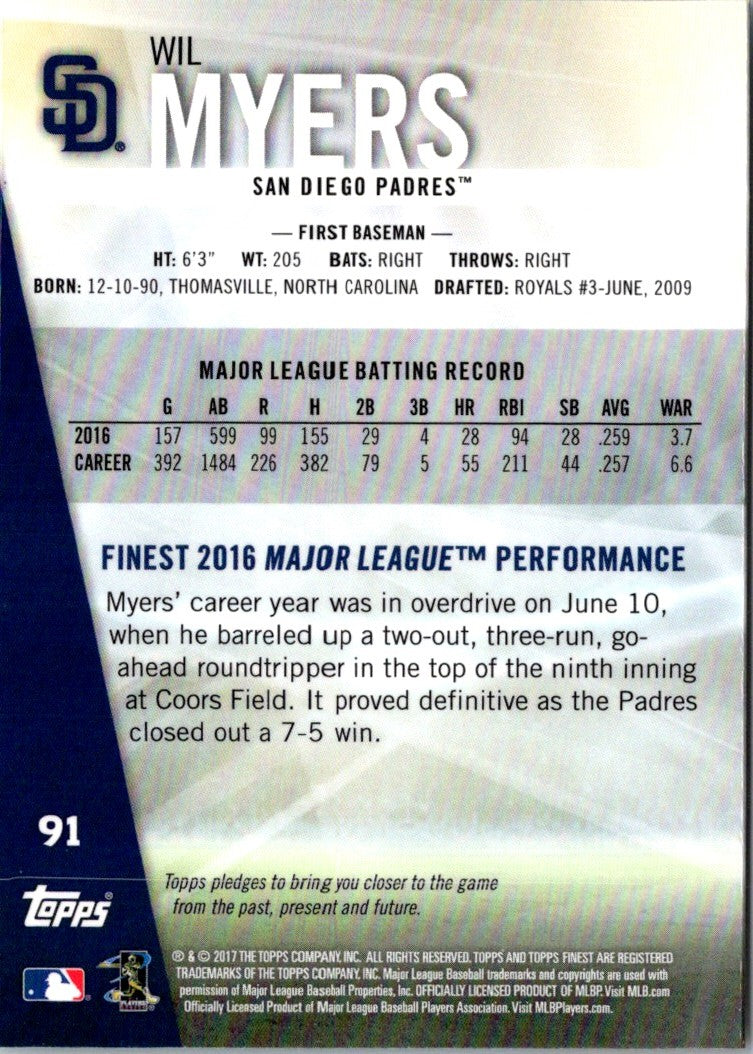 SD®
WIL
MYERS
SAN DIEGO PADRES™
— FIRST BASEMAN —
HT: 6'3" WT: 205 BATS: RIGHT THROWS: RIGHT
BORN: 12-10-90, THOMASVILLE, NORTH CAROLINA DRAFTED: ROYALS #3-JUNE, 2009
MAJOR LEAGUE BATTING RECORD
G AB R H 2B 3B HR RBI SB AVG WAR
2016 157 599 99 155 29 4 28 94 28 .259 3.7
CAREER 392 1484 226 382 79 5 55 211 44 .257 6.6
FINEST 2016 MAJOR LEAGUE™ PERFORMANCE
Myers' career year was in overdrive on June 10,
when he barreled up a two-out, three-run, go-
ahead roundtripper in the top of the ninth inning
at Coors Field. It proved definitive as the Padres
closed out a 7-5 win.
91
Topps®
Topps pledges to bring you closer to the game
from the past, present and future.
® & © 2017 THE TOPPS COMPANY, INC. ALL RIGHTS RESERVED. TOPPS AND TOPPS FINEST ARE REGISTERED
TRADEMARKS OF THE TOPPS COMPANY, INC. Major League Baseball trademarks and copyrights are used with
permission of Major League Baseball Properties, Inc. OFFICIALLY LICENSED PRODUCT OF MLBP. Visit MLB.com
Officially Licensed Product of Major League Baseball Players Association. Visit MLBPlayers.com.